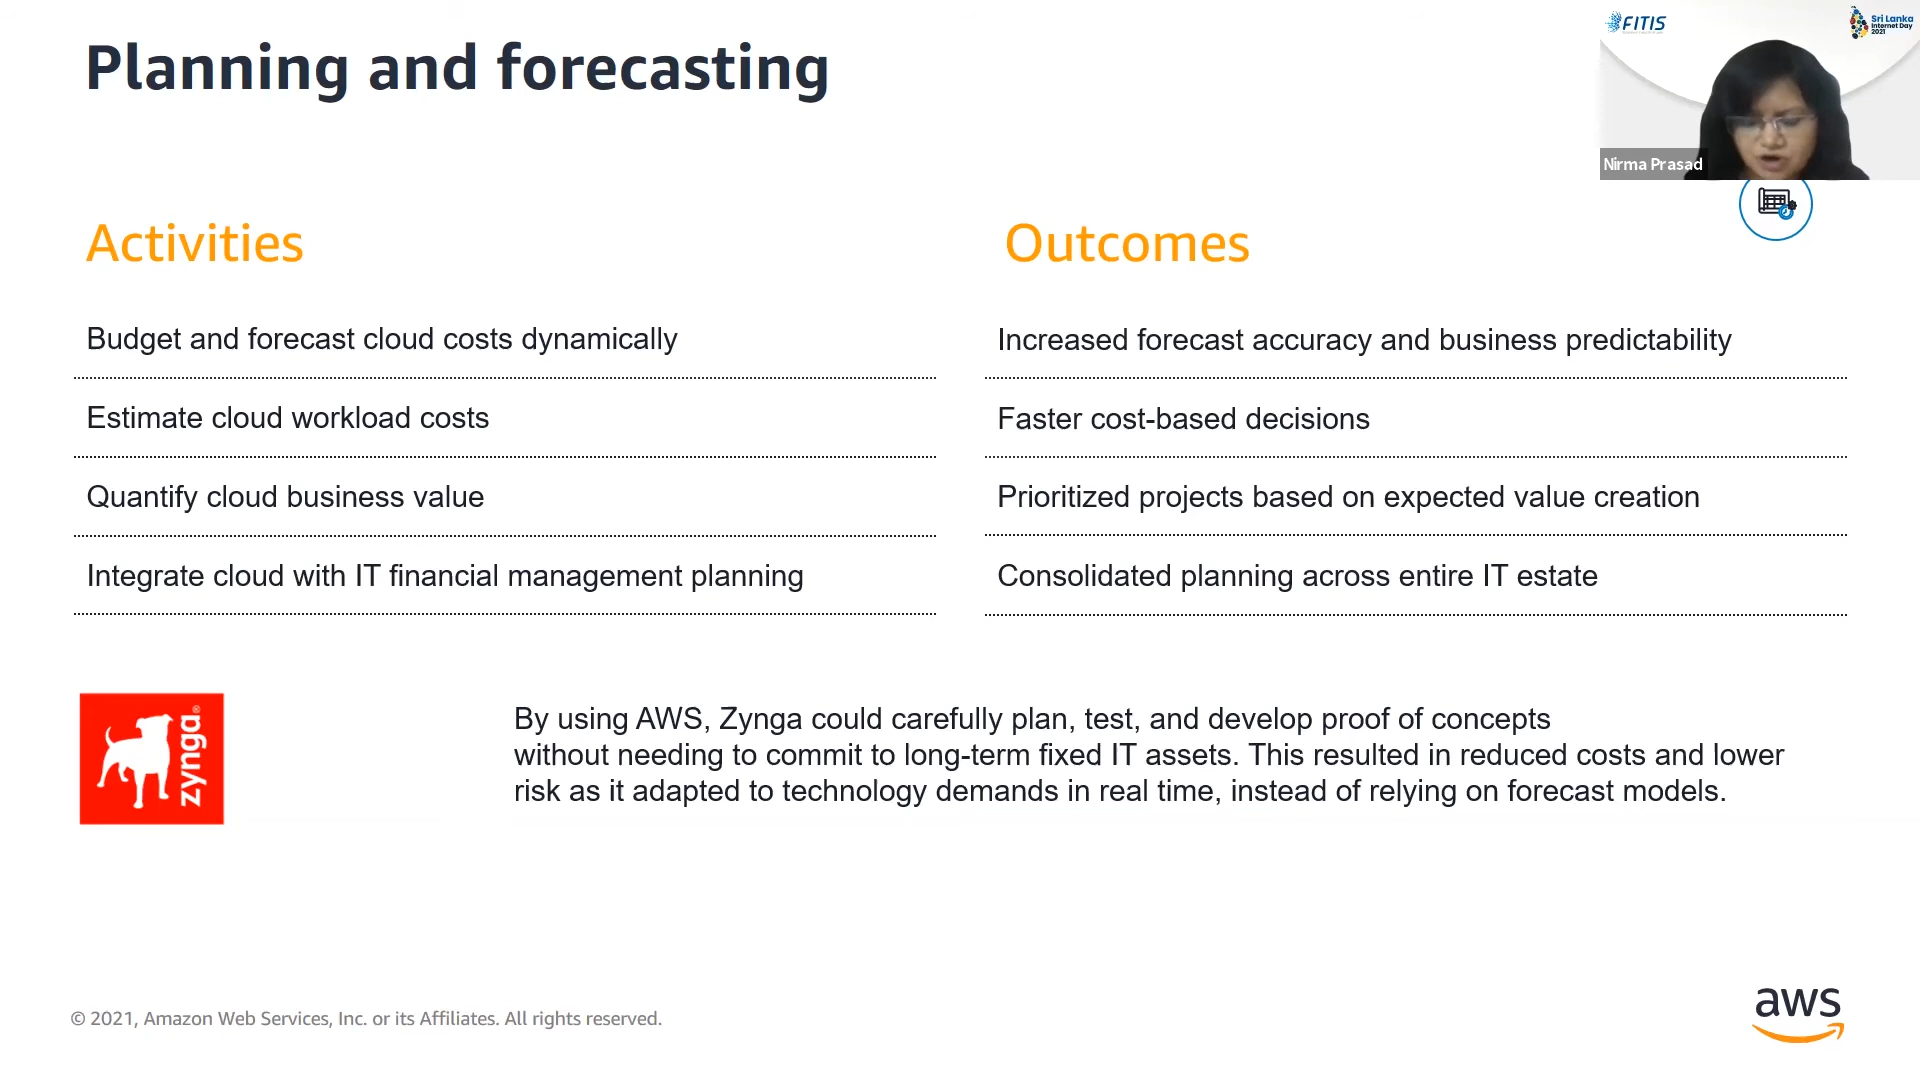 Planning and forecasting
FITIS
Sri Lanka
Internet Day
2021
Nirma Prasad
Activities
Outcomes
Budget and forecast cloud costs dynamically
Increased forecast accuracy and business predictability
Estimate cloud workload costs
Faster cost-based decisions
Quantify cloud business value
Prioritized projects based on expected value creation
Integrate cloud with IT financial management planning
Consolidated planning across entire IT estate
zynga®
By using AWS, Zynga could carefully plan, test, and develop proof of concepts
without needing to commit to long-term fixed IT assets. This resulted in reduced costs and lower
risk as it adapted to technology demands in real time, instead of relying on forecast models.
© 2021, Amazon Web Services, Inc. or its Affiliates. All rights reserved.
aws